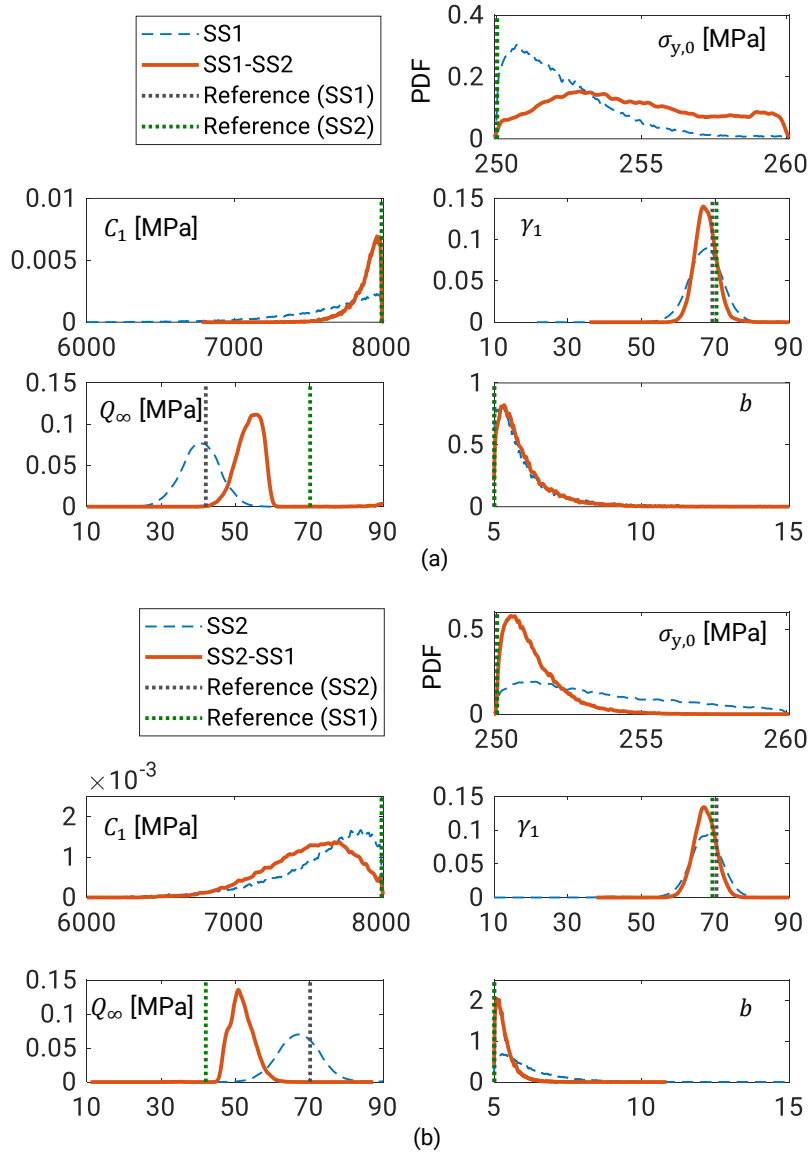 SS1
SS1-SS2
Reference (SS1)
Reference (SS2)
PDF
σy,0 [MPa]
0.4
0.2
0
250 255 260
C1 [MPa]
0.01
0.005
0
6000 7000 8000
γ1
0.15
0.1
0.05
0
10 30 50 70 90
Q∞ [MPa]
0.15
0.1
0.05
0
10 30 50 70 90
b
1
0.5
0
5 10 15
(a)
SS2
SS2-SS1
Reference (SS2)
Reference (SS1)
PDF
σy,0 [MPa]
0.5
0
250 255 260
×10-3
C1 [MPa]
2
1
0
6000 7000 8000
γ1
0.15
0.1
0.05
0
10 30 50 70 90
Q∞ [MPa]
0.15
0.1
0.05
0
10 30 50 70 90
b
2
1
0
5 10 15
(b)